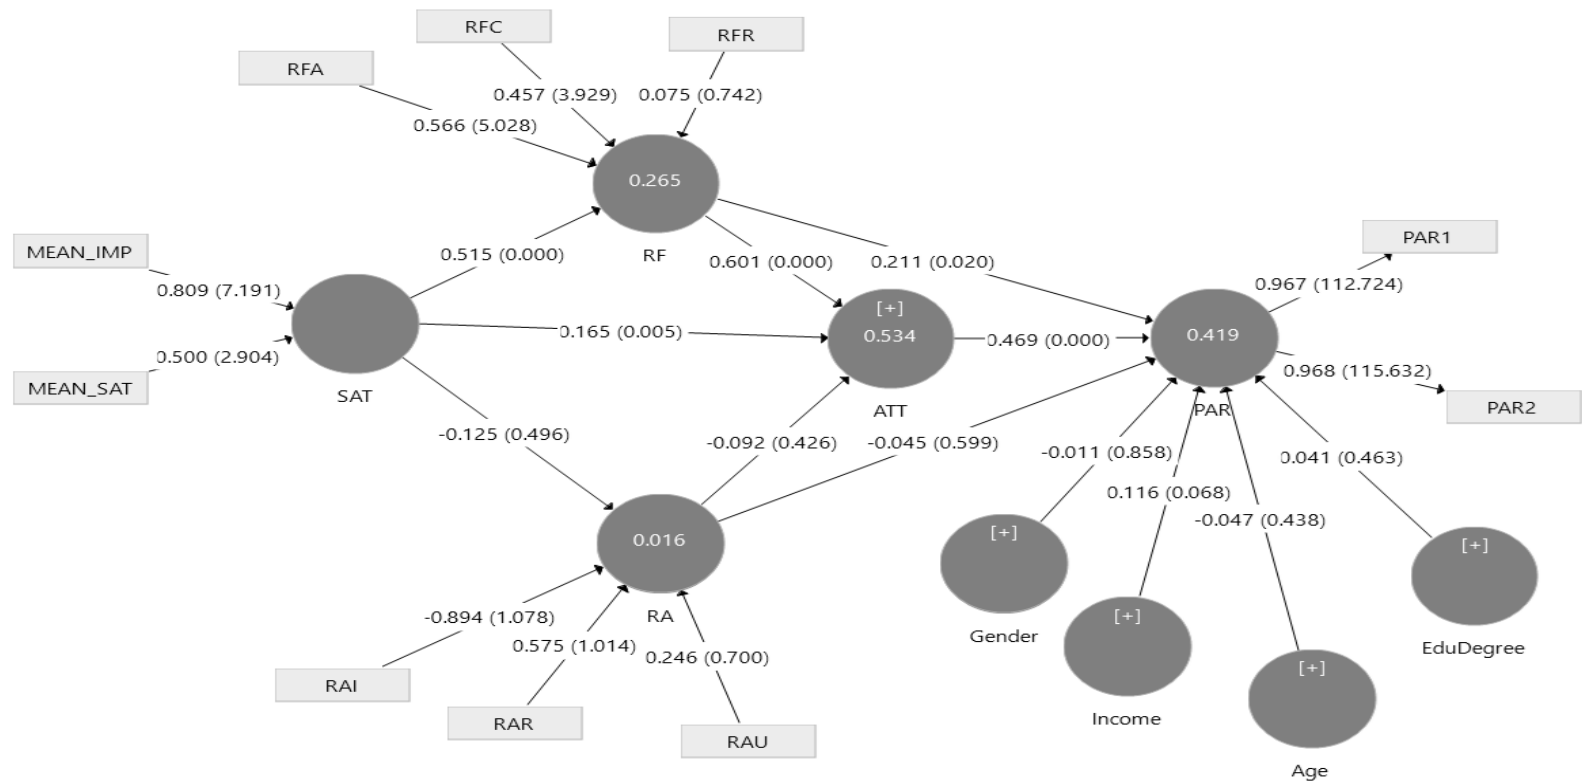 RFC
RFR
RFA
0.457 (3.929)
0.075 (0.742)
0.566 (5.028)
0.265
MEAN_IMP
PAR1
0.515 (0.000)
RF
0.601 (0.000)
0.211 (0.020)
0.809 (7.191)
0.967 (112.724)
[+]
0.165 (0.005)
0.534
0.469 (0.000)
0.419
0.500 (2.904)
0.968 (115.632)
MEAN_SAT
SAT
ATT
PAR
PAR2
-0.125 (0.496)
-0.092 (0.426)
-0.045 (0.599)
-0.011 (0.858)
0.041 (0.463)
0.116 (0.068)
-0.047 (0.438)
0.016
[+]
[+]
RA
-0.894 (1.078)
[+]
Gender
0.575 (1.014)
0.246 (0.700)
EduDegree
[+]
RAI
RAR
Income
RAU
Age